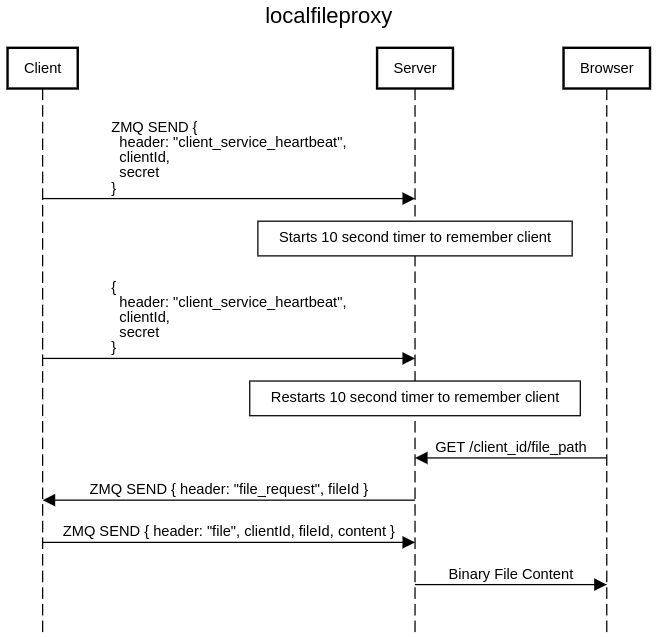 localfileproxy
Client
Server
Browser
ZMQ SEND {
header: "client_service_heartbeat",
clientId,
secret
}
Starts 10 second timer to remember client
{
header: "client_service_heartbeat",
clientId,
secret
}
Restarts 10 second timer to remember client
GET /client_id/file_path
ZMQ SEND { header: "file_request", fileId }
ZMQ SEND { header: "file", clientId, fileId, content }
Binary File Content